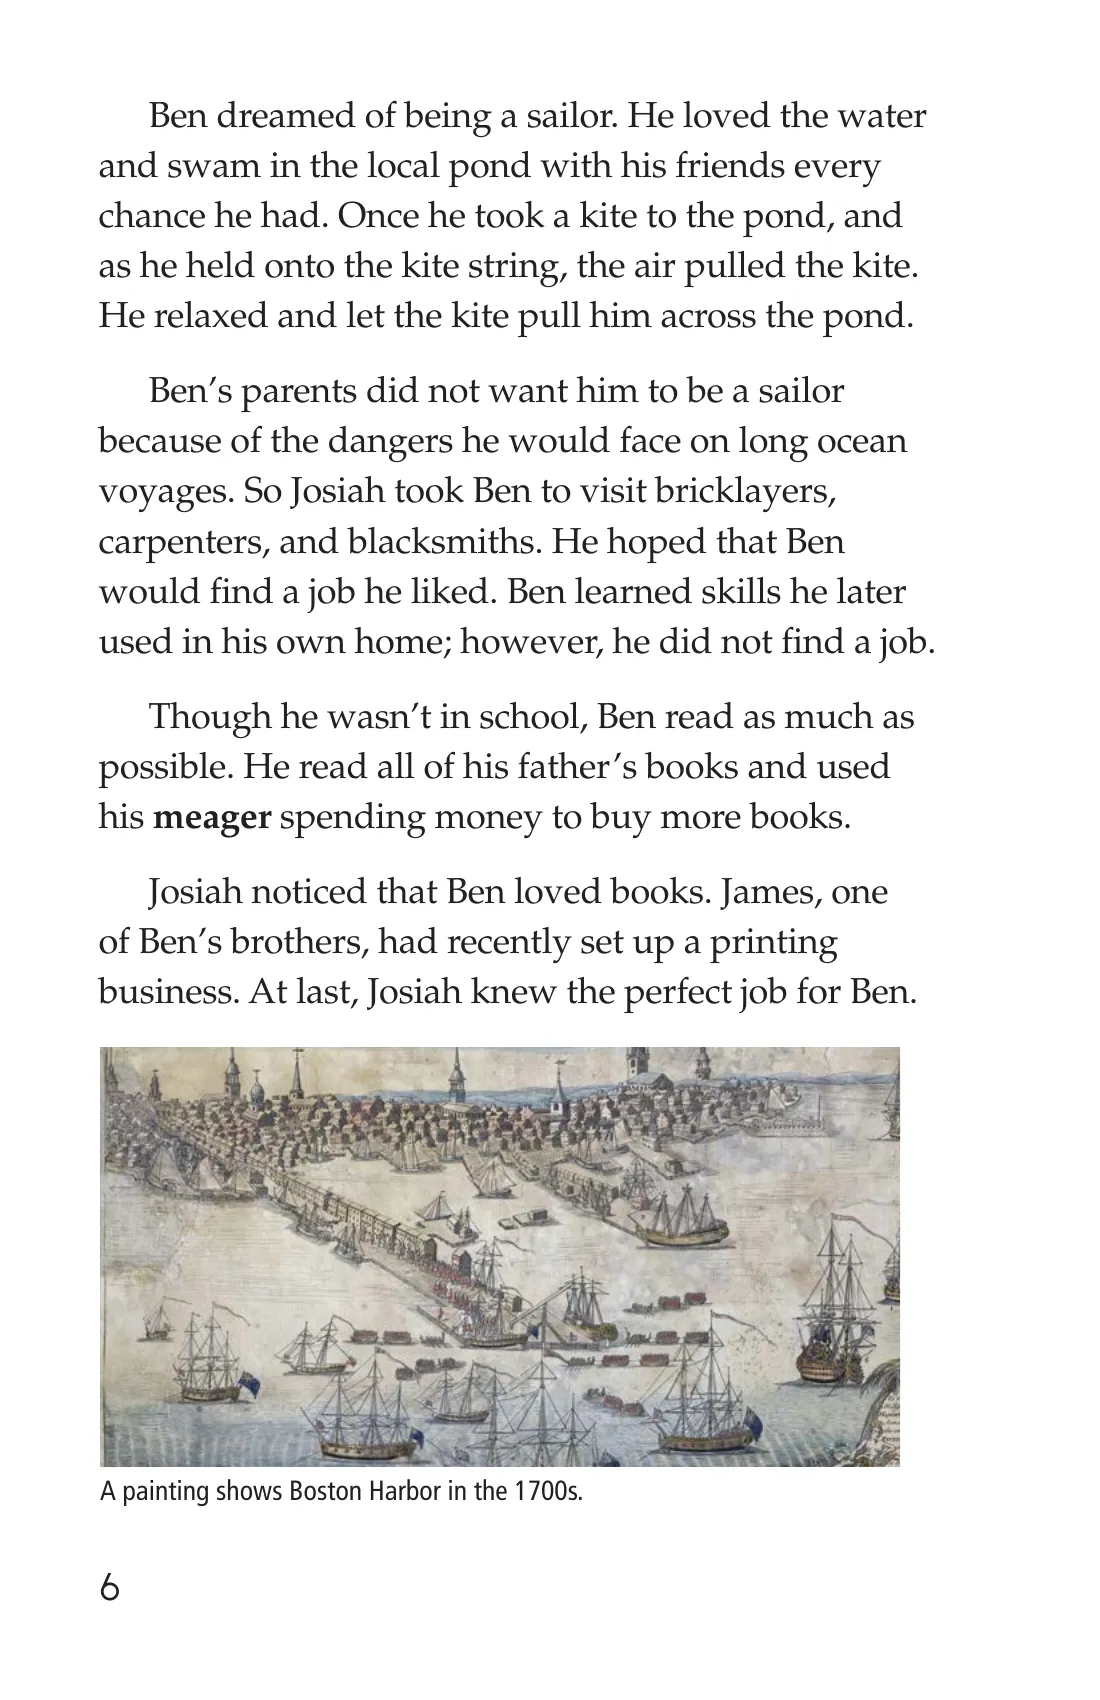 Ben dreamed of being a sailor. He loved the water
and swam in the local pond with his friends every
chance he had. Once he took a kite to the pond, and
as he held onto the kite string, the air pulled the kite.
He relaxed and let the kite pull him across the pond.
Ben’s parents did not want him to be a sailor
because of the dangers he would face on long ocean
voyages. So Josiah took Ben to visit bricklayers,
carpenters, and blacksmiths. He hoped that Ben
would find a job he liked. Ben learned skills he later
used in his own home; however, he did not find a job.
Though he wasn’t in school, Ben read as much as
possible. He read all of his father’s books and used
his meager spending money to buy more books.
Josiah noticed that Ben loved books. James, one
of Ben’s brothers, had recently set up a printing
business. At last, Josiah knew the perfect job for Ben.
A painting shows Boston Harbor in the 1700s.
6